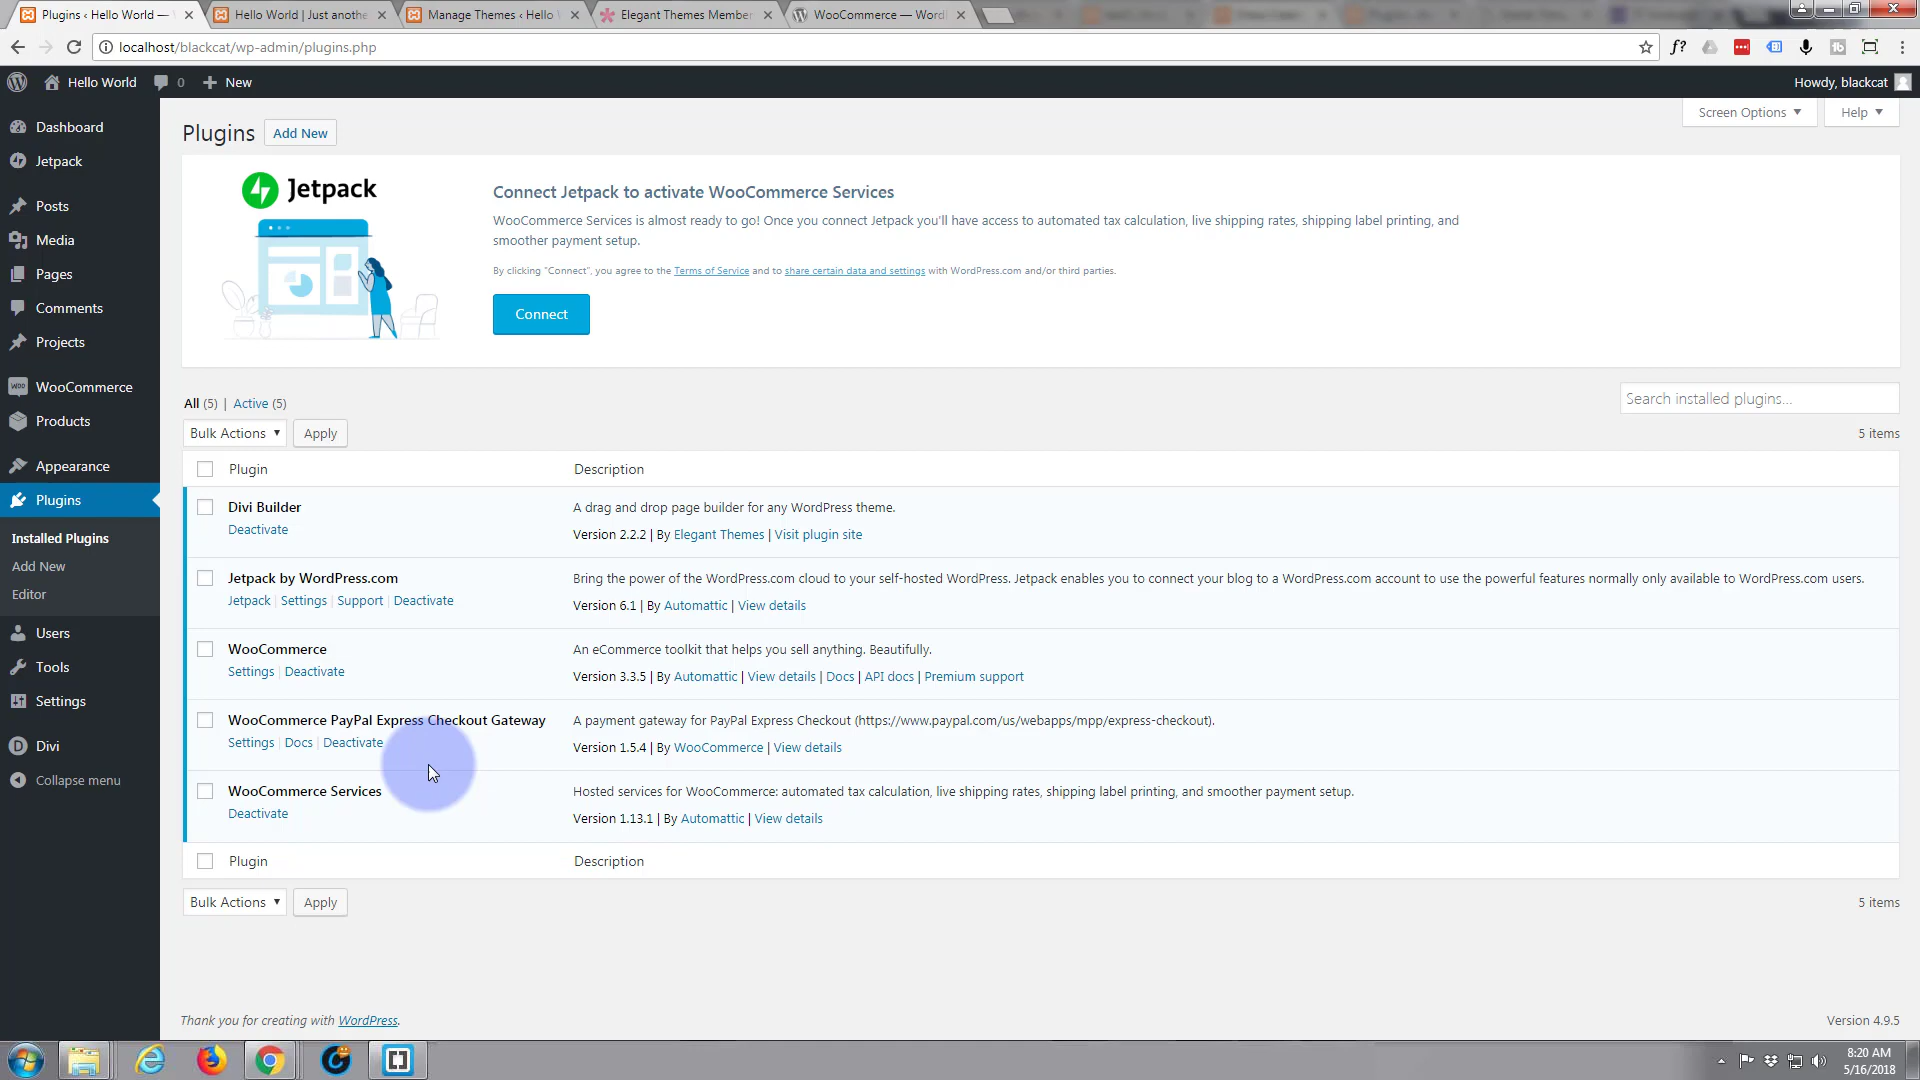 Plugins ‹ Hello World —
Hello World | Just anothe
Manage Themes ‹ Hello
Elegant Themes Member
WooCommerce — Word
localhost/blackcat/wp-admin/plugins.php
f?
Hello World
0
New
Howdy, blackcat
Dashboard
Jetpack
Posts
Media
Pages
Comments
Projects
WooCommerce
Products
Appearance
Plugins
Installed Plugins
Add New
Editor
Users
Tools
Settings
Divi
Collapse menu
Screen Options
Help
Plugins
Add New
Jetpack
Connect Jetpack to activate WooCommerce Services
WooCommerce Services is almost ready to go! Once you connect Jetpack you'll have access to automated tax calculation, live shipping rates, shipping label printing, and
smoother payment setup.
By clicking "Connect", you agree to the Terms of Service and to share certain data and settings with WordPress.com and/or third parties.
Connect
All (5) | Active (5)
Search installed plugins...
Bulk Actions
Apply
5 items
Plugin Description
Divi Builder
Deactivate
A drag and drop page builder for any WordPress theme.
Version 2.2.2 | By Elegant Themes | Visit plugin site
Jetpack by WordPress.com
Jetpack | Settings | Support | Deactivate
Bring the power of the WordPress.com cloud to your self-hosted WordPress. Jetpack enables you to connect your blog to a WordPress.com account to use the powerful features normally only available to WordPress.com users.
Version 6.1 | By Automattic | View details
WooCommerce
Settings | Deactivate
An eCommerce toolkit that helps you sell anything. Beautifully.
Version 3.3.5 | By Automattic | View details | Docs | API docs | Premium support
WooCommerce PayPal Express Checkout Gateway
Settings | Docs | Deactivate
A payment gateway for PayPal Express Checkout (https://www.paypal.com/us/webapps/mpp/express-checkout).
Version 1.5.4 | By WooCommerce | View details
WooCommerce Services
Deactivate
Hosted services for WooCommerce: automated tax calculation, live shipping rates, shipping label printing, and smoother payment setup.
Version 1.13.1 | By Automattic | View details
Plugin Description
Bulk Actions
Apply
5 items
Thank you for creating with WordPress.
Version 4.9.5
8:20 AM
5/16/2018